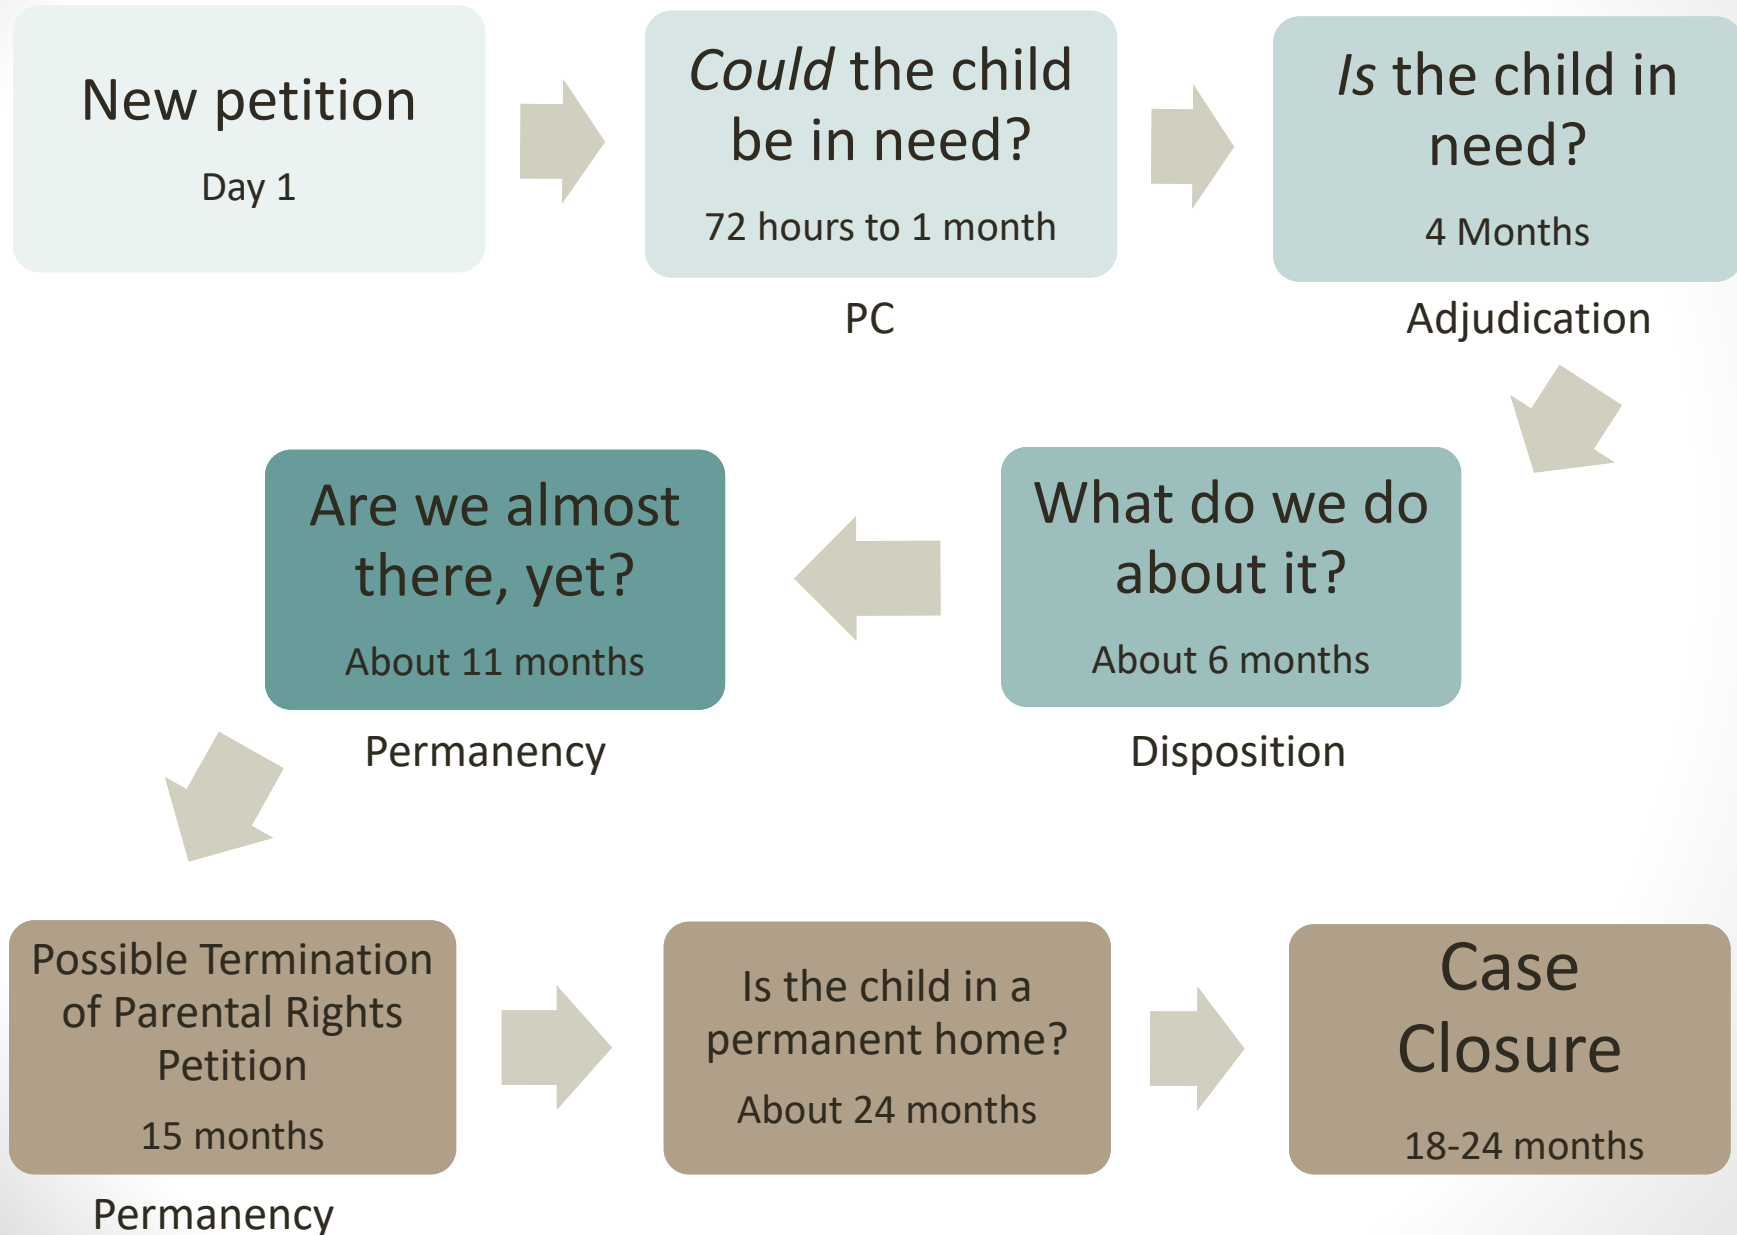 New petition
Day 1
Could the child
be in need?
72 hours to 1 month
PC
Is the child in
need?
4 Months
Adjudication
What do we do
about it?
About 6 months
Disposition
Are we almost
there, yet?
About 11 months
Permanency
Possible Termination
of Parental Rights
Petition
15 months
Permanency
Is the child in a
permanent home?
About 24 months
Case
Closure
18-24 months